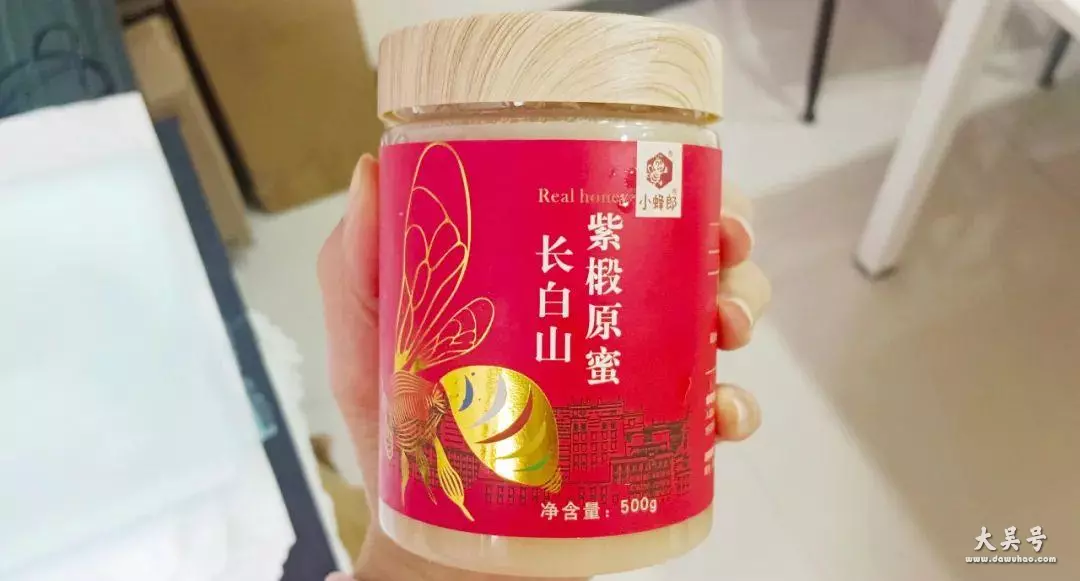 Real honey
小蜂郎
紫椴原蜜
长白山
净含量：500g
大昊号
www.dawuhao.com